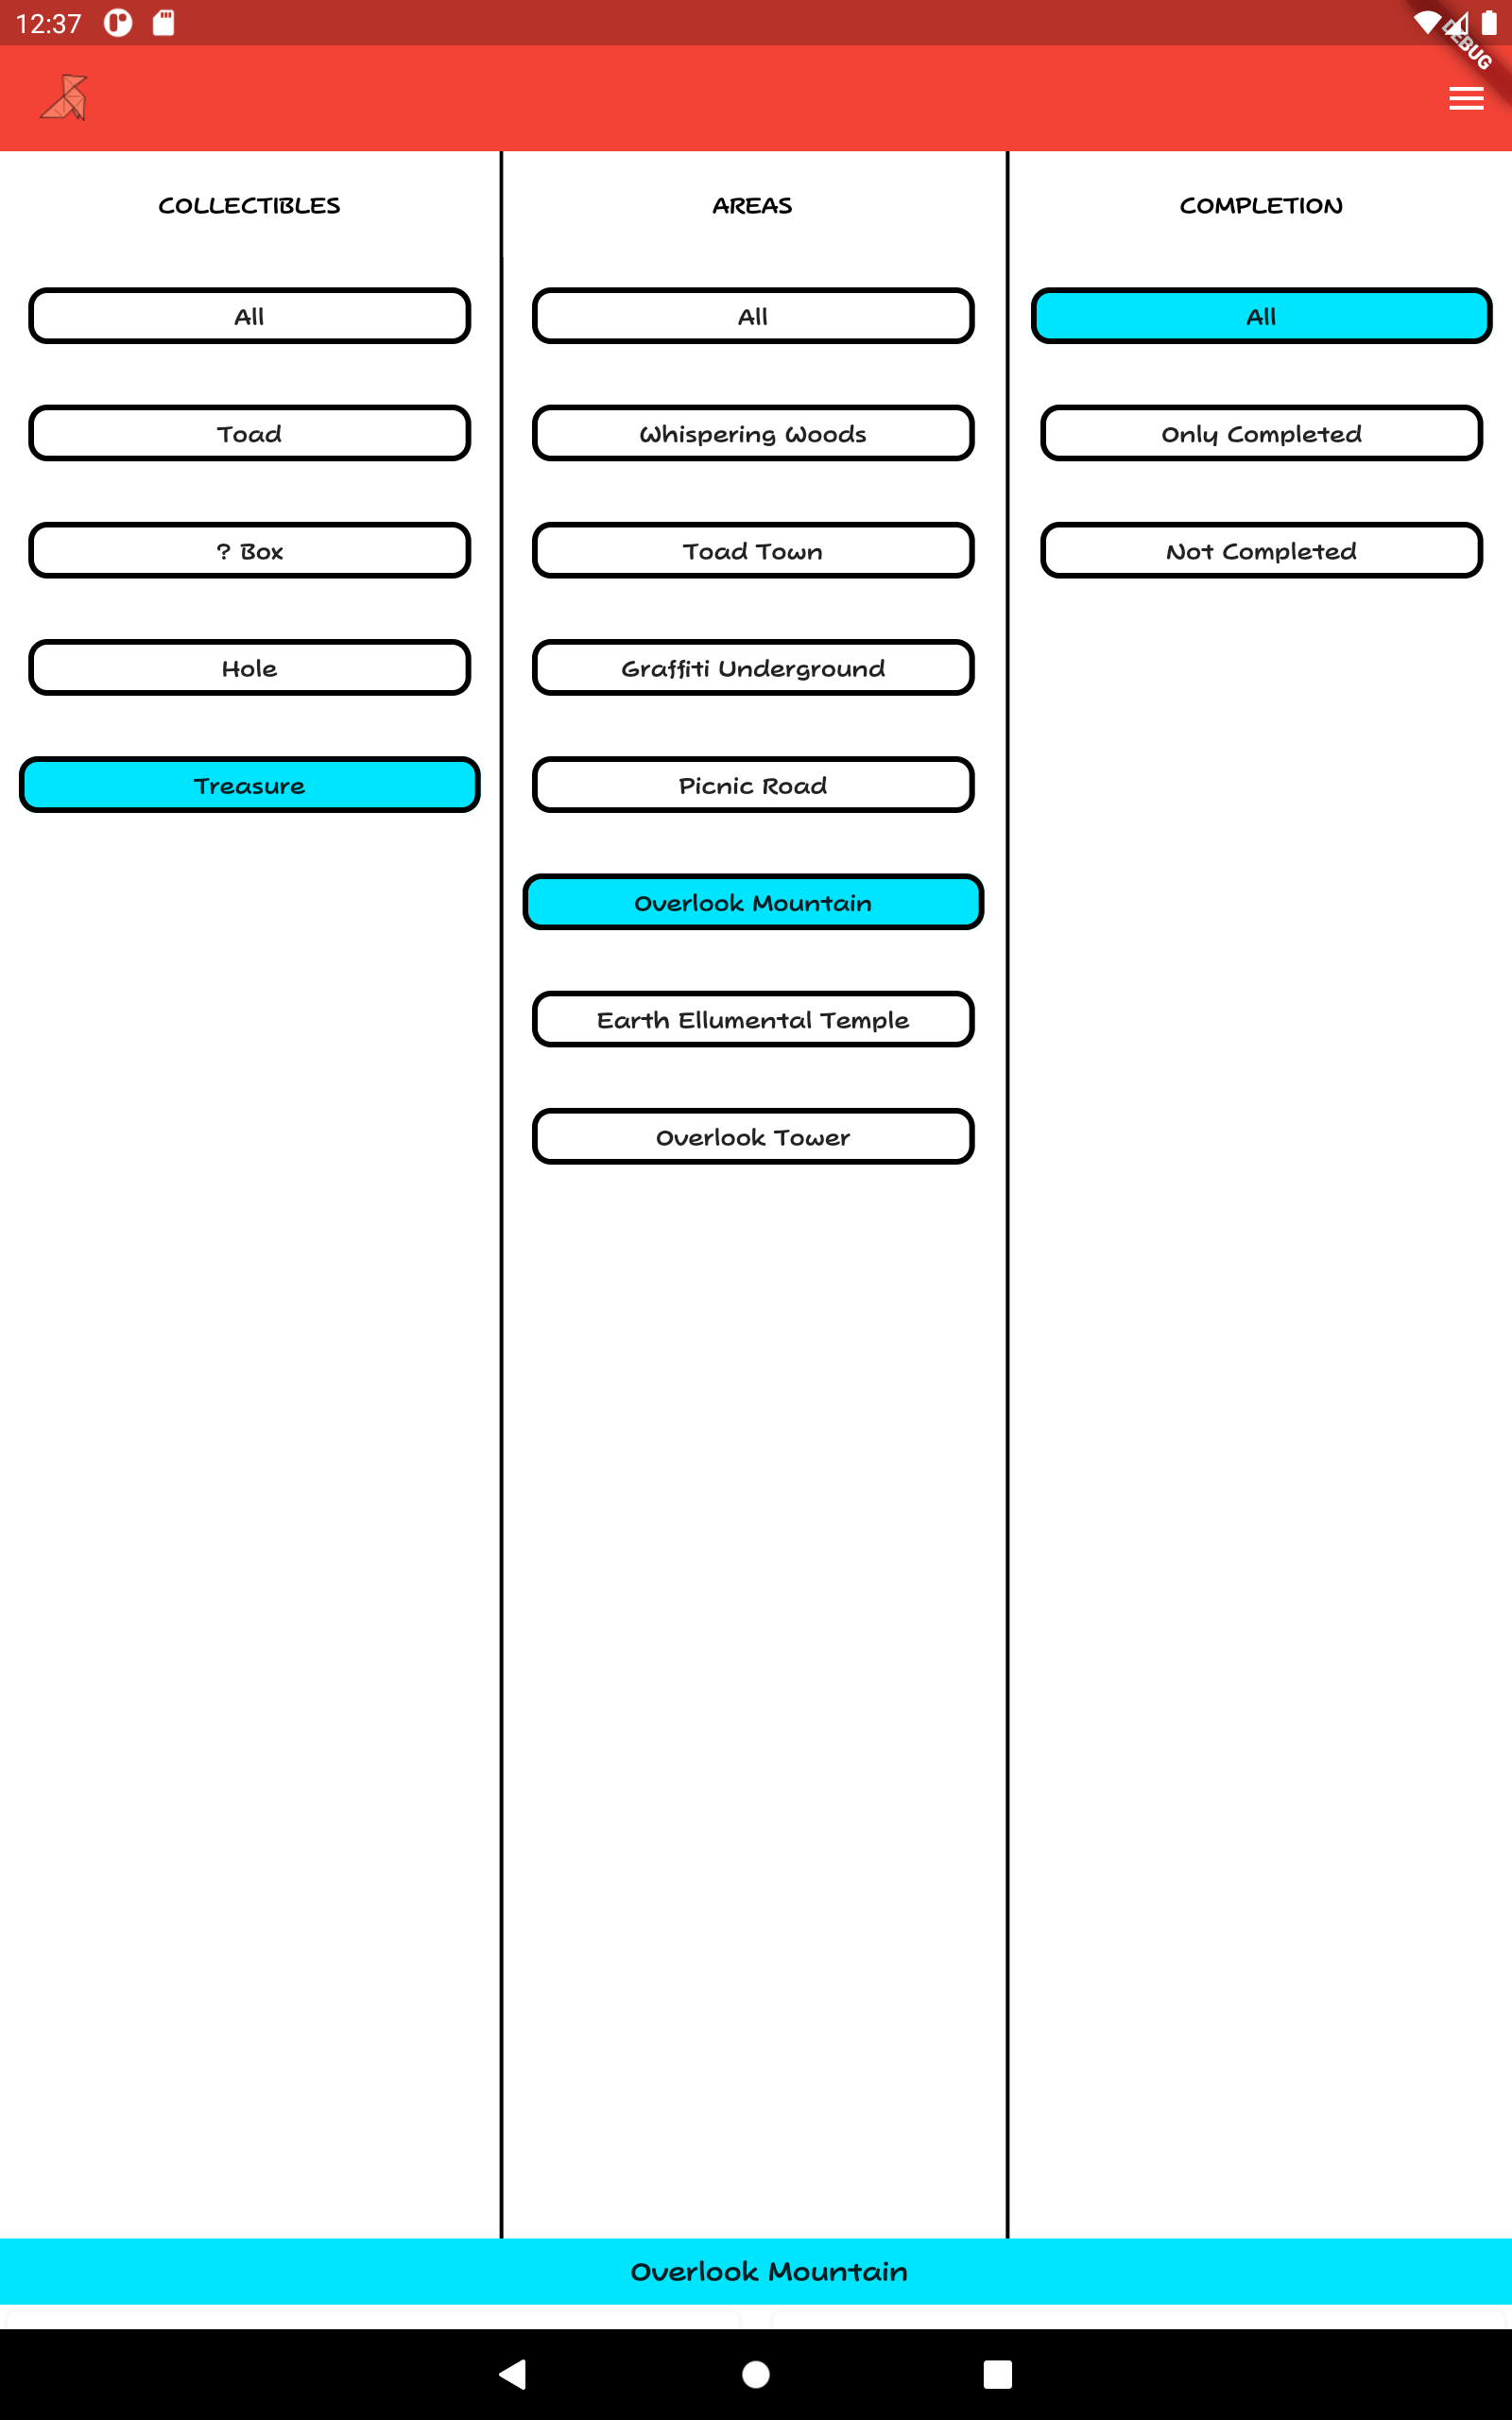 12:37
DEBUG
COLLECTIBLES
AREAS
COMPLETION
All
All
All
Toad
Whispering Woods
Only Completed
? Box
Toad Town
Not Completed
Hole
Graffiti Underground
Treasure
Picnic Road
Overlook Mountain
Earth Ellumental Temple
Overlook Tower
Overlook Mountain